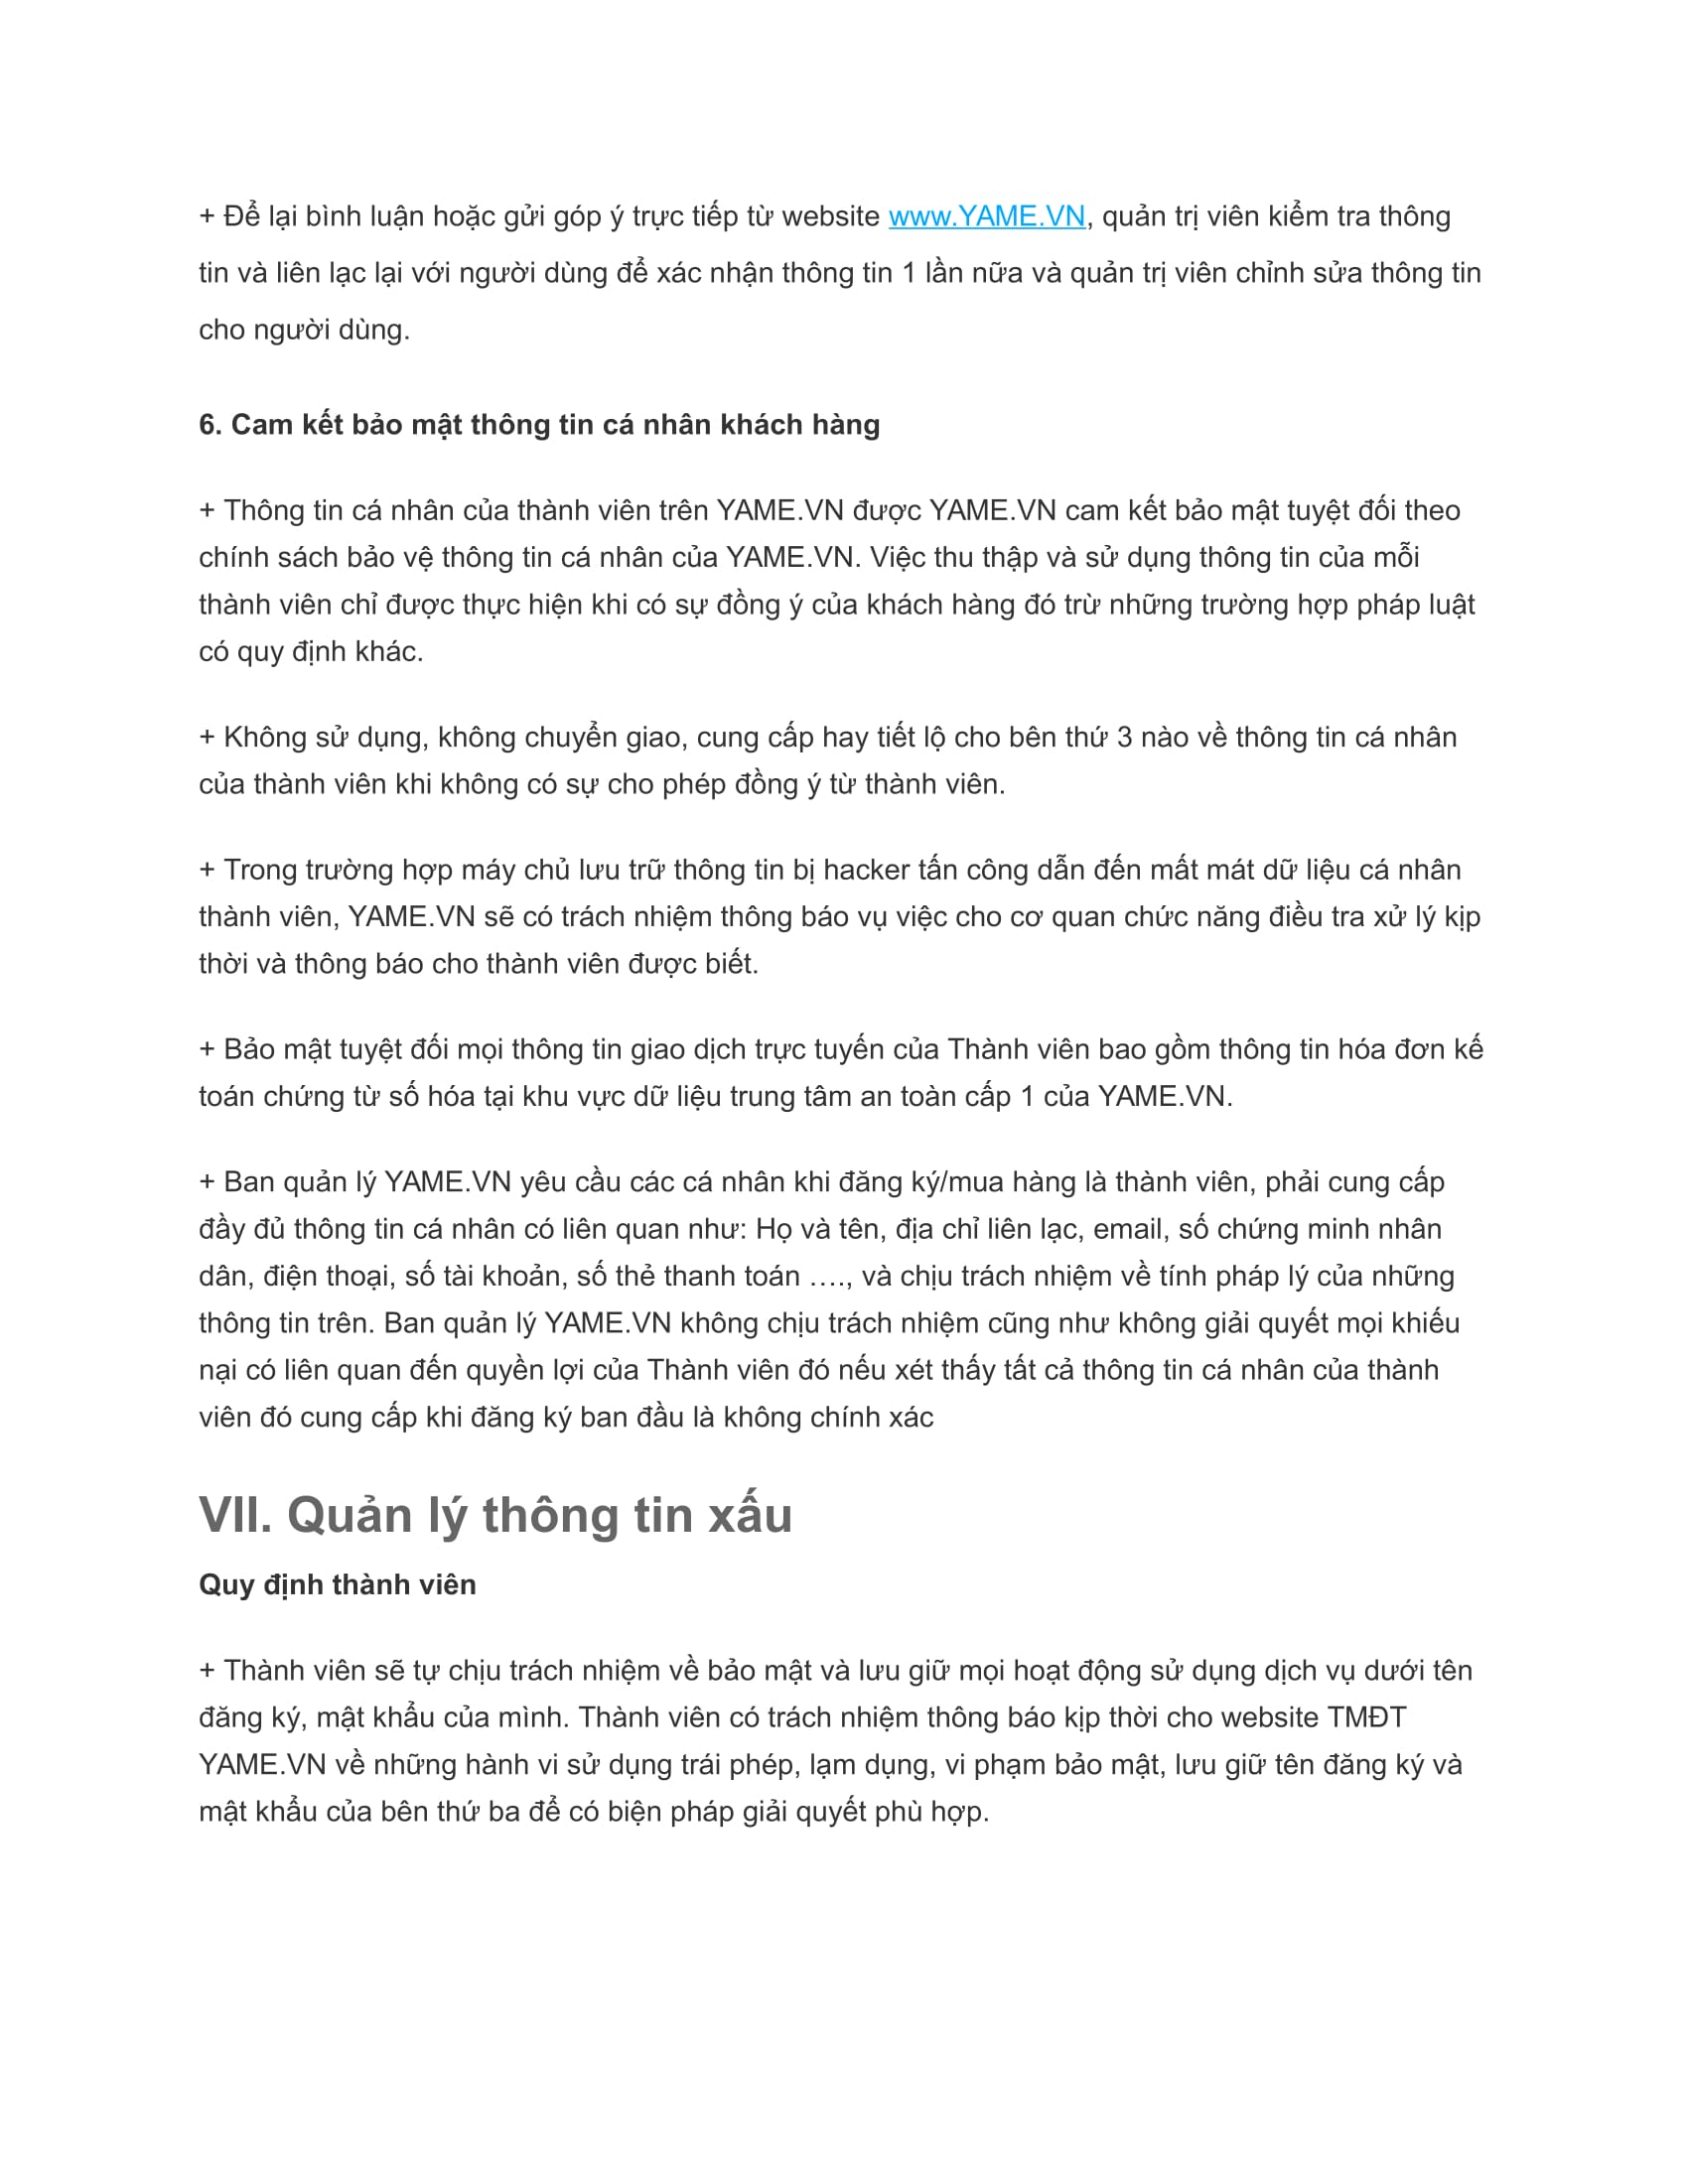 + Để lại bình luận hoặc gửi góp ý trực tiếp từ website www.YAME.VN, quản trị viên kiểm tra thông
tin và liên lạc lại với người dùng để xác nhận thông tin 1 lần nữa và quản trị viên chỉnh sửa thông tin
cho người dùng.
6. Cam kết bảo mật thông tin cá nhân khách hàng
+ Thông tin cá nhân của thành viên trên YAME.VN được YAME.VN cam kết bảo mật tuyệt đối theo
chính sách bảo vệ thông tin cá nhân của YAME.VN. Việc thu thập và sử dụng thông tin của mỗi
thành viên chỉ được thực hiện khi có sự đồng ý của khách hàng đó trừ những trường hợp pháp luật
có quy định khác.
+ Không sử dụng, không chuyển giao, cung cấp hay tiết lộ cho bên thứ 3 nào về thông tin cá nhân
của thành viên khi không có sự cho phép đồng ý từ thành viên.
+ Trong trường hợp máy chủ lưu trữ thông tin bị hacker tấn công dẫn đến mất mát dữ liệu cá nhân
thành viên, YAME.VN sẽ có trách nhiệm thông báo vụ việc cho cơ quan chức năng điều tra xử lý kịp
thời và thông báo cho thành viên được biết.
+ Bảo mật tuyệt đối mọi thông tin giao dịch trực tuyến của Thành viên bao gồm thông tin hóa đơn kế
toán chứng từ số hóa tại khu vực dữ liệu trung tâm an toàn cấp 1 của YAME.VN.
+ Ban quản lý YAME.VN yêu cầu các cá nhân khi đăng ký/mua hàng là thành viên, phải cung cấp
đầy đủ thông tin cá nhân có liên quan như: Họ và tên, địa chỉ liên lạc, email, số chứng minh nhân
dân, điện thoại, số tài khoản, số thẻ thanh toán …., và chịu trách nhiệm về tính pháp lý của những
thông tin trên. Ban quản lý YAME.VN không chịu trách nhiệm cũng như không giải quyết mọi khiếu
nại có liên quan đến quyền lợi của Thành viên đó nếu xét thấy tất cả thông tin cá nhân của thành
viên đó cung cấp khi đăng ký ban đầu là không chính xác
VII. Quản lý thông tin xấu
Quy định thành viên
+ Thành viên sẽ tự chịu trách nhiệm về bảo mật và lưu giữ mọi hoạt động sử dụng dịch vụ dưới tên
đăng ký, mật khẩu của mình. Thành viên có trách nhiệm thông báo kịp thời cho website TMĐT
YAME.VN về những hành vi sử dụng trái phép, lạm dụng, vi phạm bảo mật, lưu giữ tên đăng ký và
mật khẩu của bên thứ ba để có biện pháp giải quyết phù hợp.